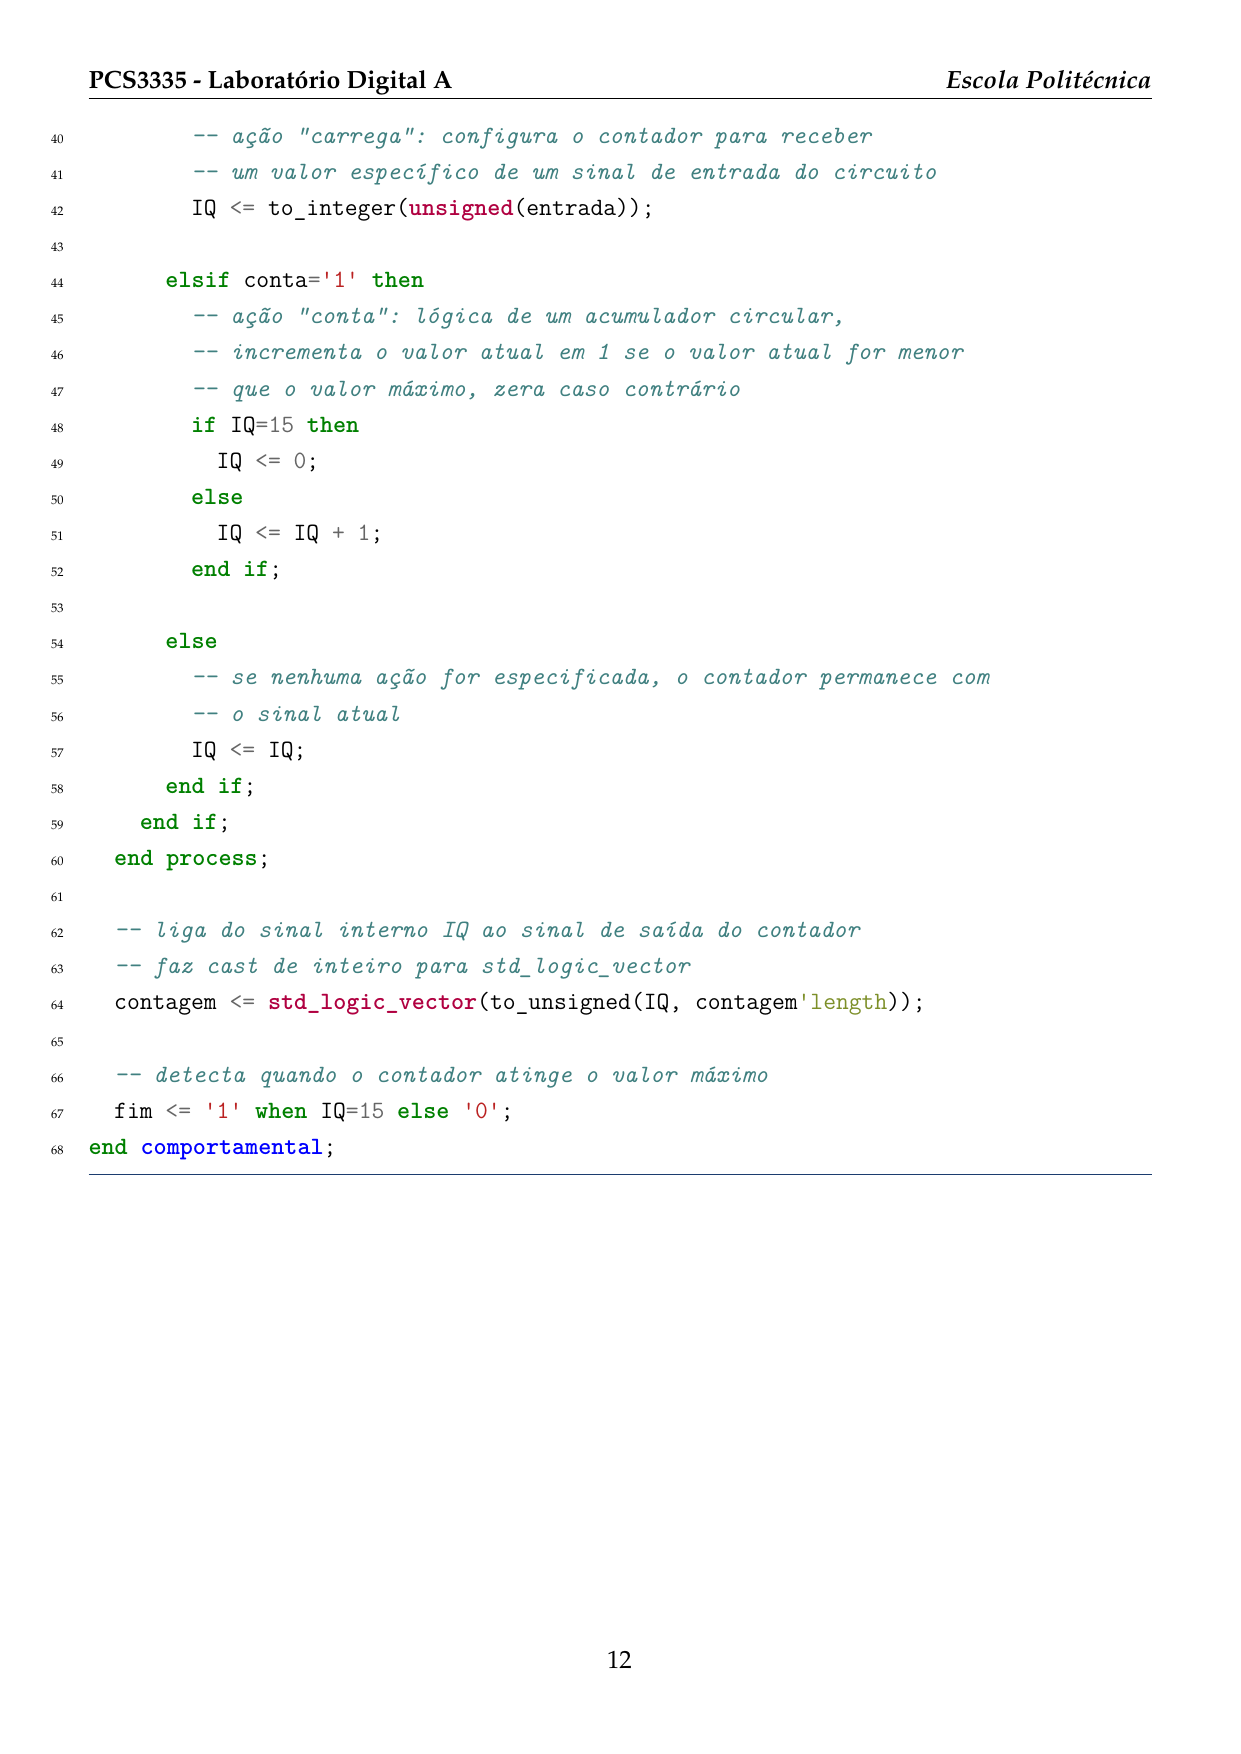 PCS3335 - Laboratório Digital A Escola Politécnica
40 -- ação "carrega": configura o contador para receber
41 -- um valor específico de um sinal de entrada do circuito
42 IQ <= to_integer(unsigned(entrada));
43
44 elsif conta='1' then
45 -- ação "conta": lógica de um acumulador circular,
46 -- incrementa o valor atual em 1 se o valor atual for menor
47 -- que o valor máximo, zera caso contrário
48 if IQ=15 then
49 IQ <= 0;
50 else
51 IQ <= IQ + 1;
52 end if;
53
54 else
55 -- se nenhuma ação for especificada, o contador permanece com
56 -- o sinal atual
57 IQ <= IQ;
58 end if;
59 end if;
60 end process;
61
62 -- liga do sinal interno IQ ao sinal de saída do contador
63 -- faz cast de inteiro para std_logic_vector
64 contagem <= std_logic_vector(to_unsigned(IQ, contagem'length));
65
66 -- detecta quando o contador atinge o valor máximo
67 fim <= '1' when IQ=15 else '0';
68 end comportamental;
12